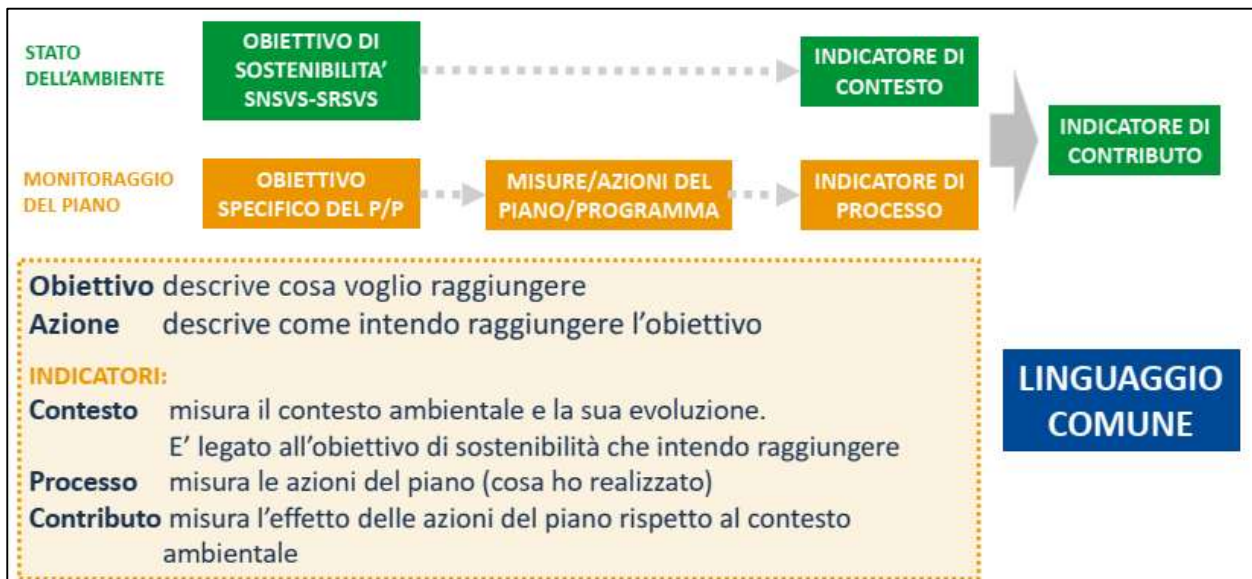 STATO
DELL'AMBIENTE
OBIETTIVO DI
SOSTENIBILITA'
SNSVS-SRSVS
INDICATORE DI
CONTESTO
INDICATORE DI
CONTRIBUTO
MONITORAGGIO
DEL PIANO
OBIETTIVO
SPECIFICO DEL P/P
MISURE/AZIONI DEL
PIANO/PROGRAMMA
INDICATORE DI
PROCESSO
Obiettivo descrive cosa voglio raggiungere
Azione descrive come intendo raggiungere l'obiettivo
INDICATORI:
Contesto misura il contesto ambientale e la sua evoluzione.
E' legato all'obiettivo di sostenibilità che intendo raggiungere
Processo misura le azioni del piano (cosa ho realizzato)
Contributo misura l'effetto delle azioni del piano rispetto al contesto
ambientale
LINGUAGGIO
COMUNE